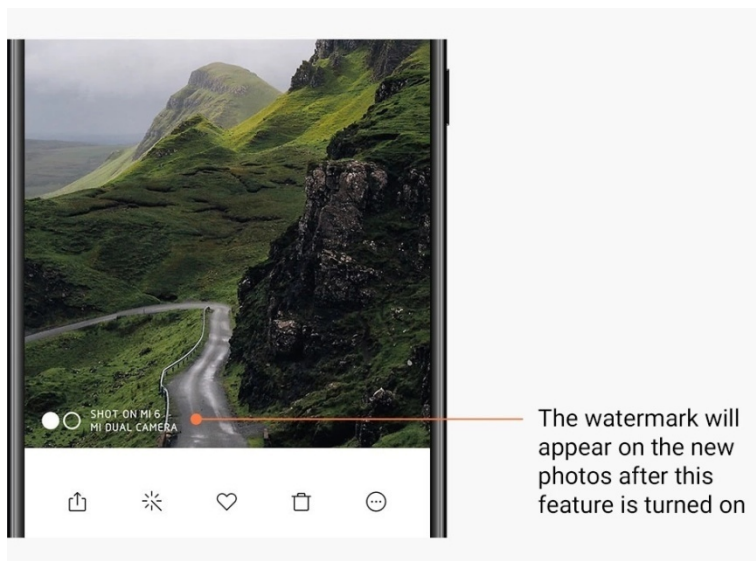 SHOT ON MI 6
MI DUAL CAMERA
The watermark will
appear on the new
photos after this
feature is turned on